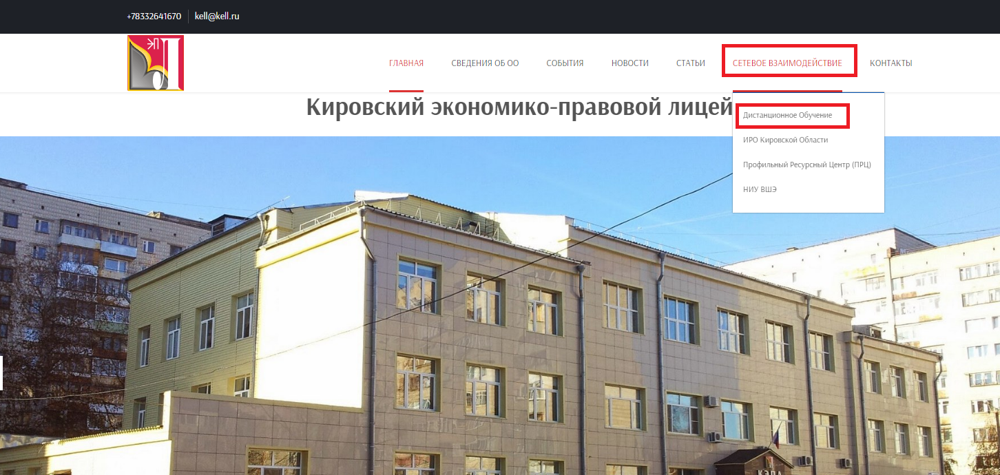 +78332641670 kell@kell.ru
ЭП
ГЛАВНАЯ СВЕДЕНИЯ ОБ ОО СОБЫТИЯ НОВОСТИ СТАТЬИ СЕТЕВОЕ ВЗАИМОДЕЙСТВИЕ КОНТАКТЫ
Кировский экономико-правовой лицей
Дистанционное Обучение
ИРО Кировской Области
Профильный Ресурсный Центр (ПРЦ)
НИУ ВШЭ
КЭПЛ